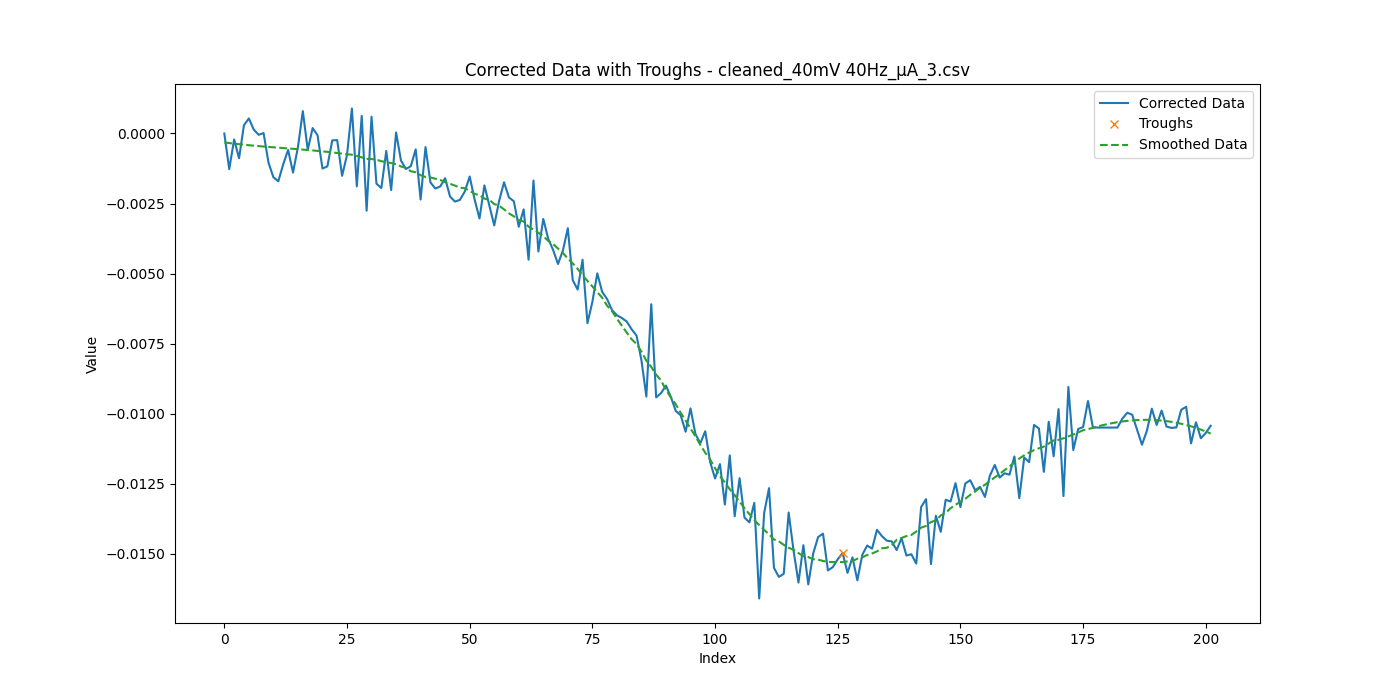 Corrected Data with Troughs - cleaned_40mV 40Hz_μA_3.csv
Corrected Data
Troughs
Smoothed Data
Value
0.0000
−0.0025
−0.0050
−0.0075
−0.0100
−0.0125
−0.0150
0 25 50 75 100 125 150 175 200
Index